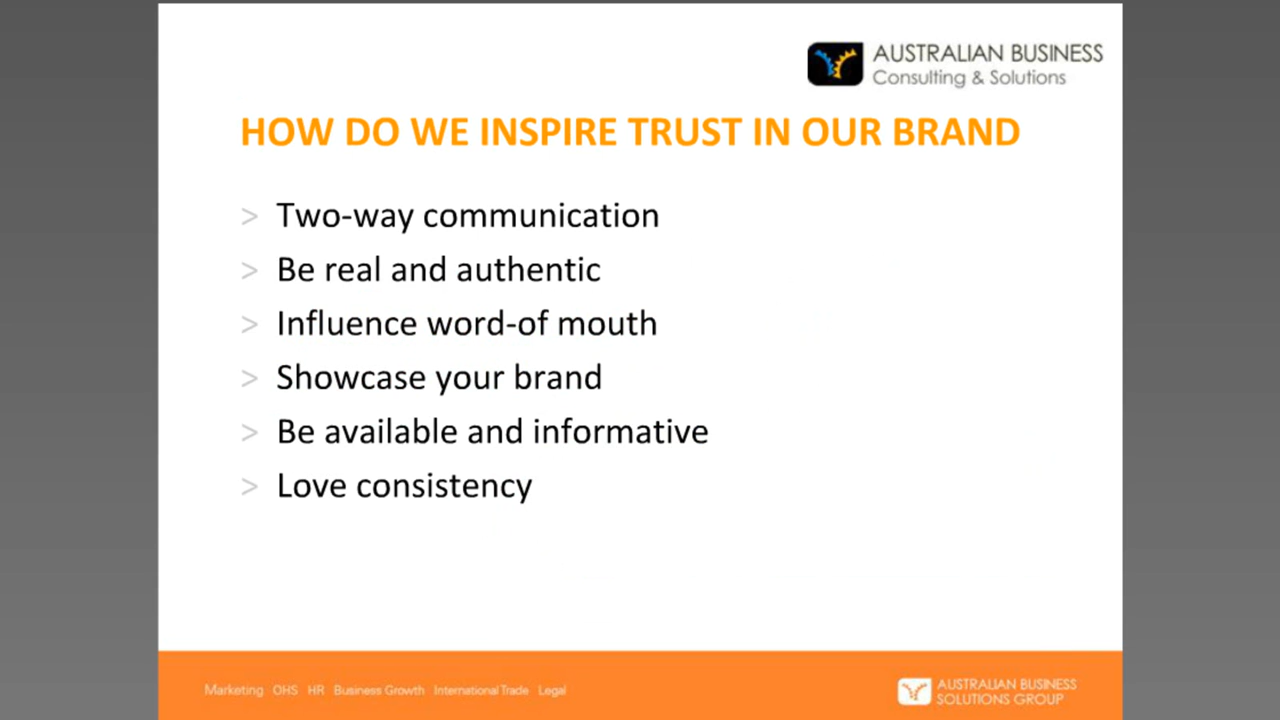 AUSTRALIAN BUSINESS
Consulting & Solutions
HOW DO WE INSPIRE TRUST IN OUR BRAND
> Two-way communication
> Be real and authentic
> Influence word-of mouth
> Showcase your brand
> Be available and informative
> Love consistency
Marketing OHS HR Business Growth International Trade Legal
AUSTRALIAN BUSINESS
SOLUTIONS GROUP